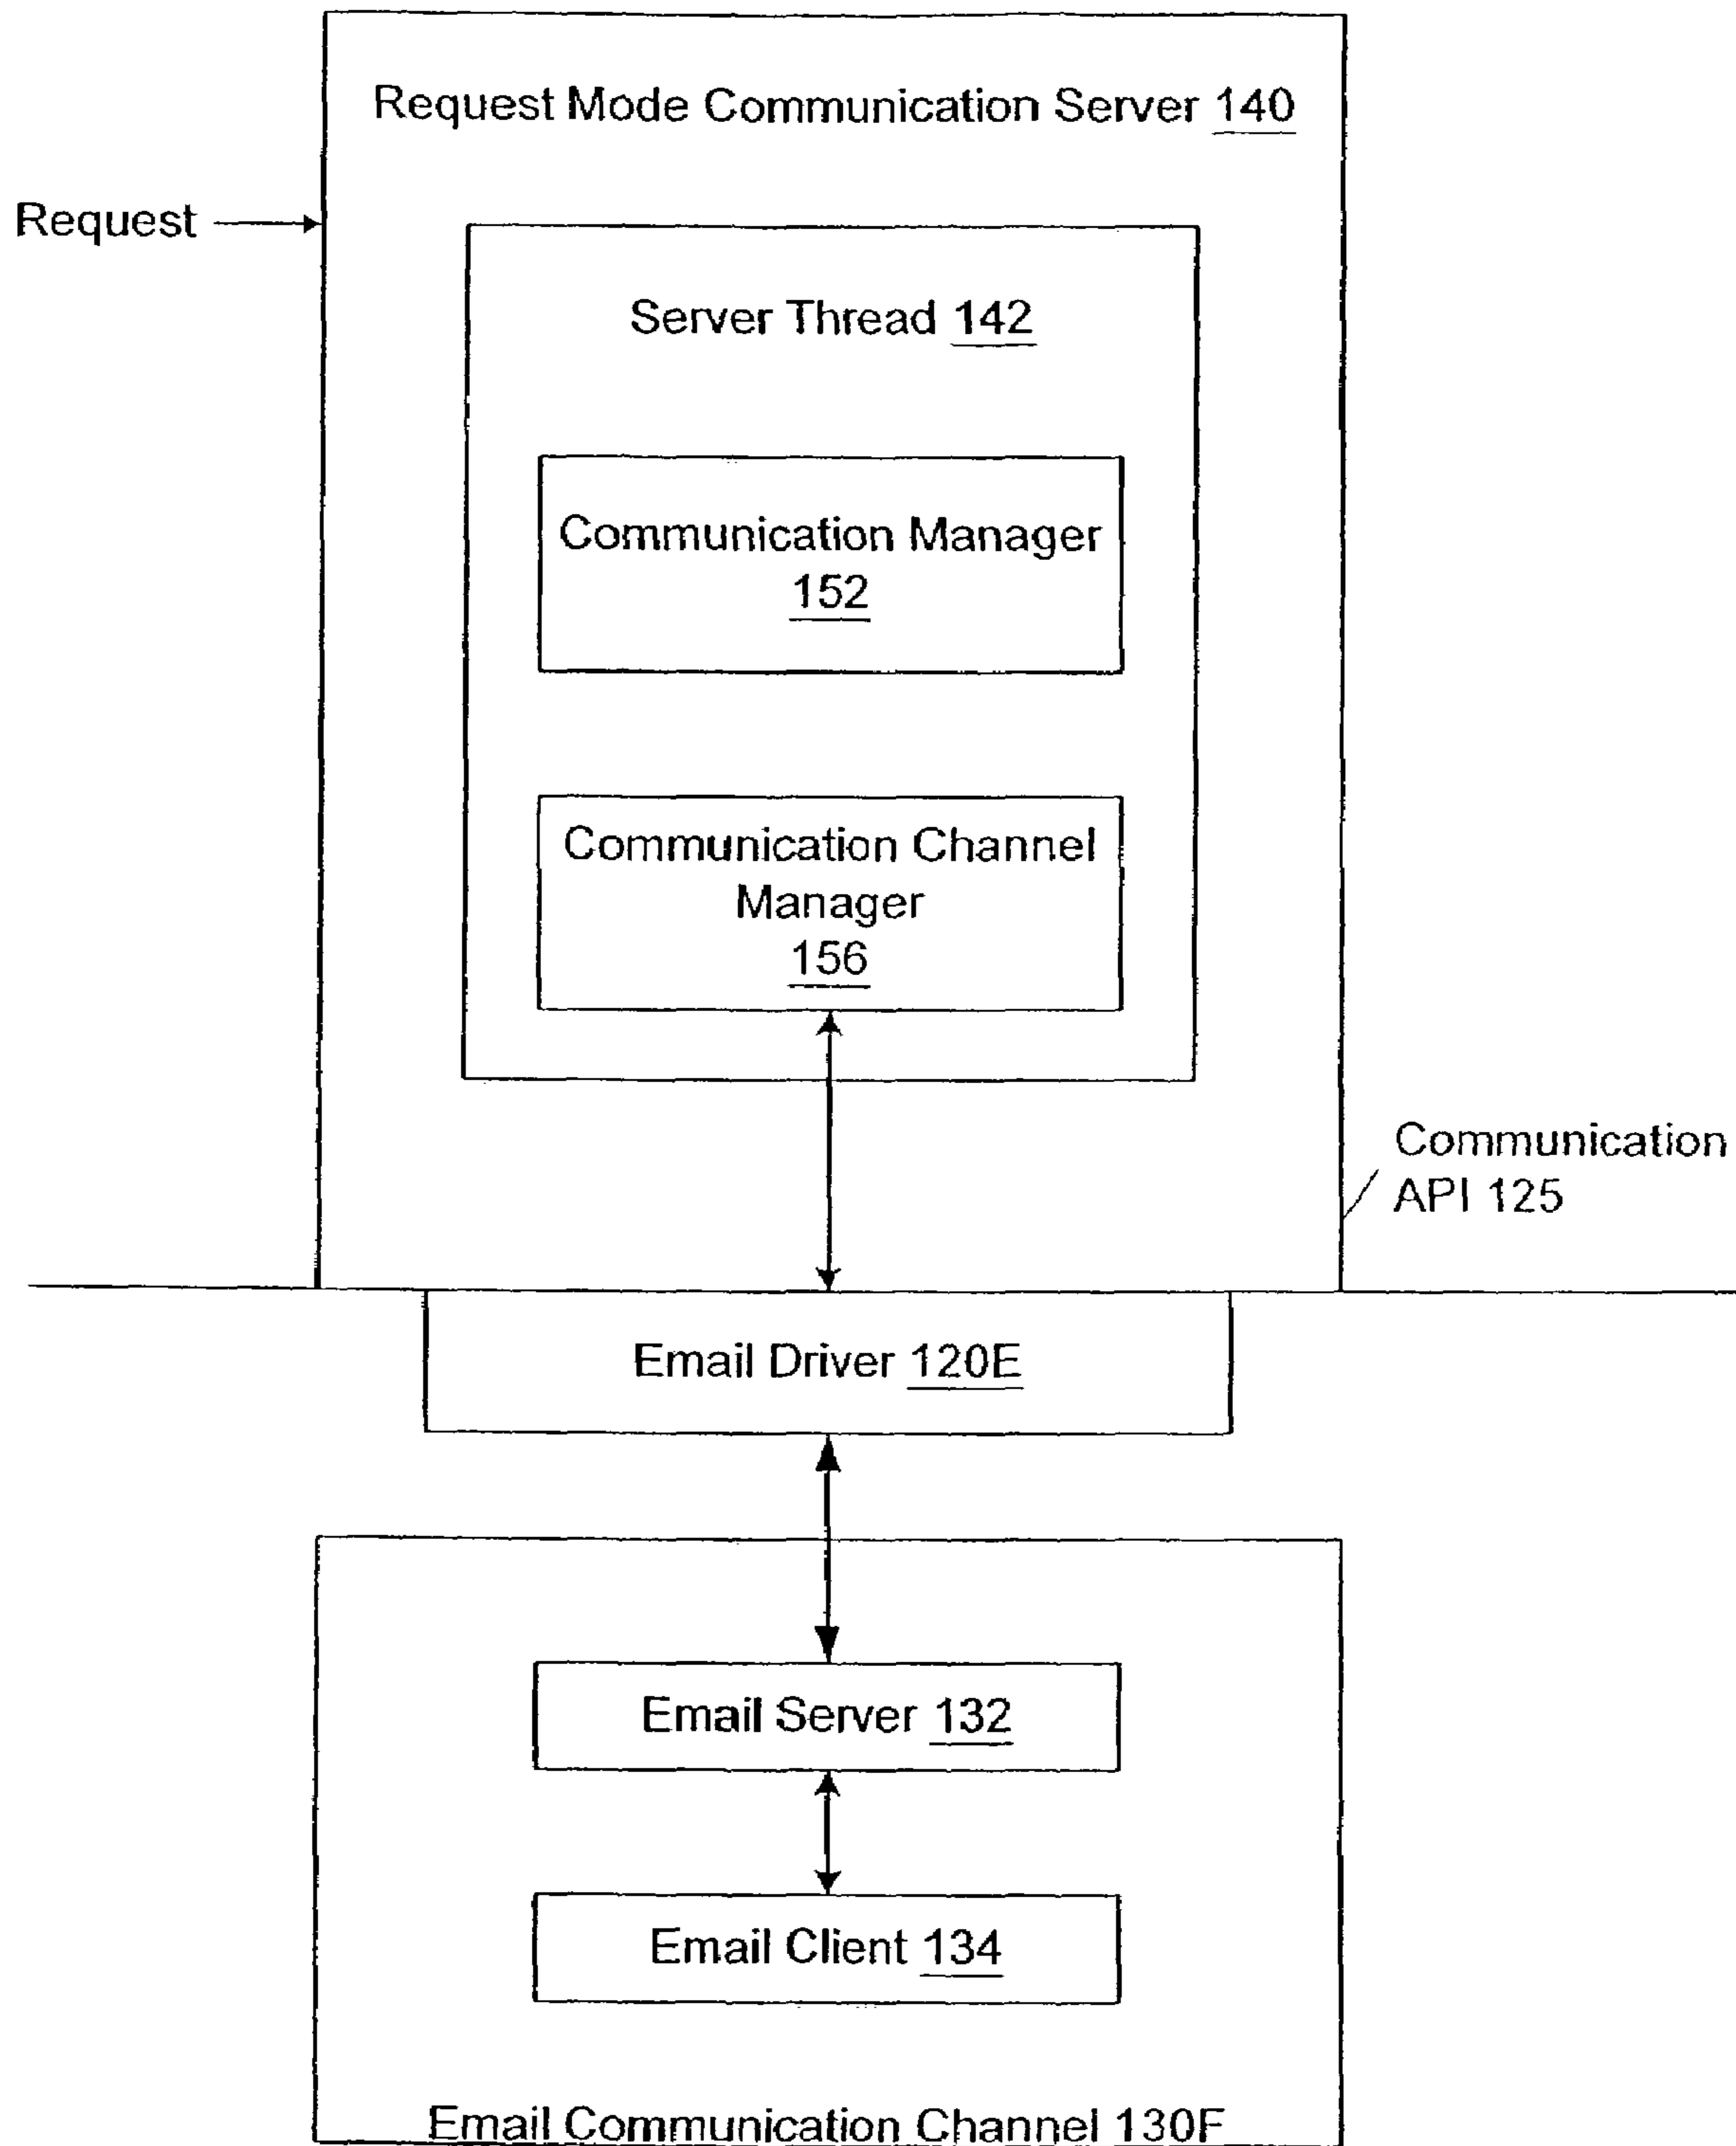 Request Mode Communication Server 140
Request
Server Thread 142
Communication Manager
152
Communication Channel
Manager
156
Communication
API 125
Email Driver 120E
Email Server 132
Email Client 134
Email Communication Channel 130F